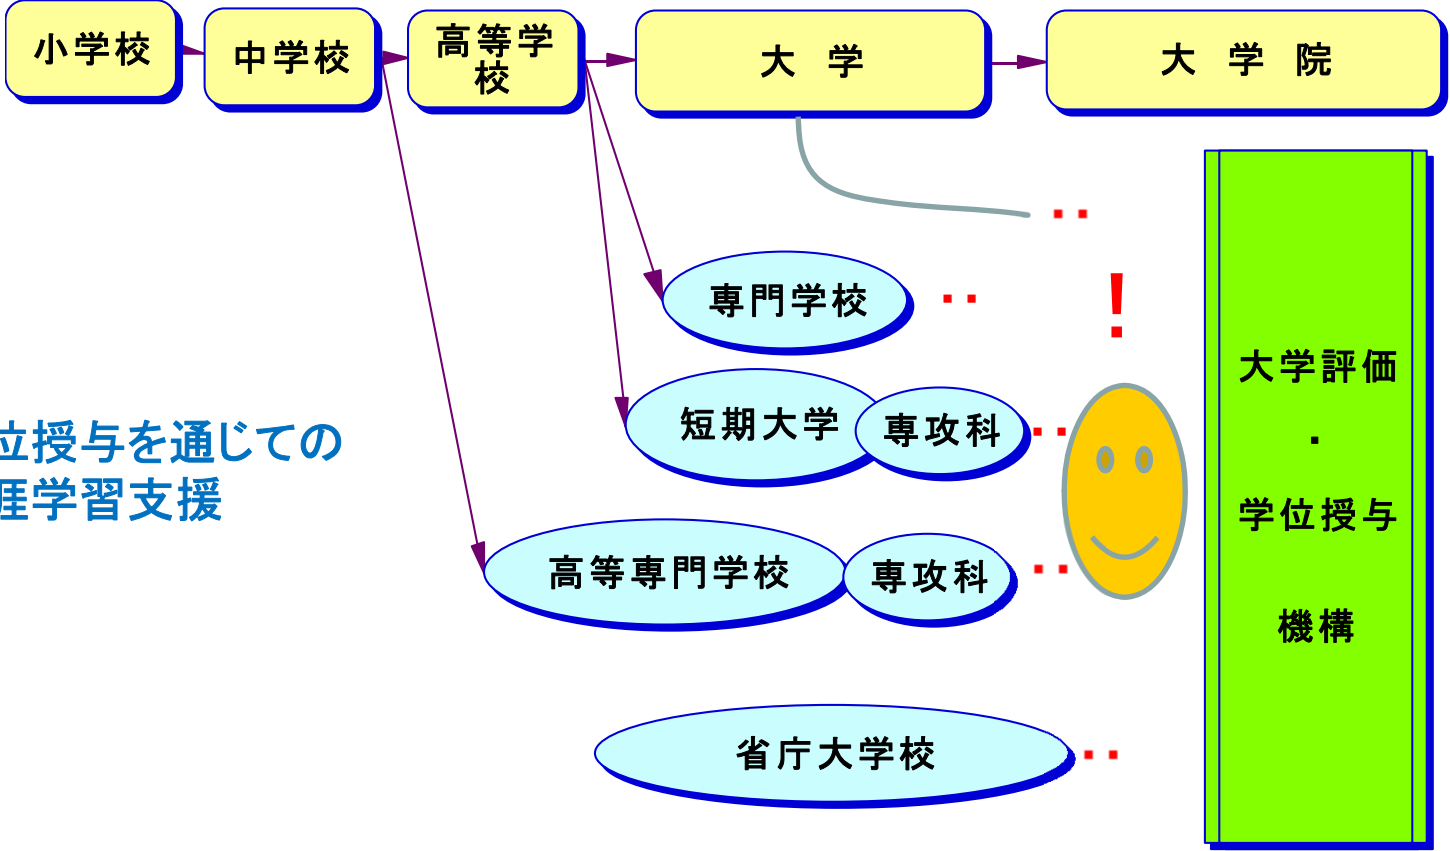 小学校
中学校
高等学
校
大 学
大 学 院
専門学校
!
短期大学
専攻科
位授与を通じての
涯学習支援
高等専門学校
専攻科
省庁大学校
大学評価
・
学位授与
機構